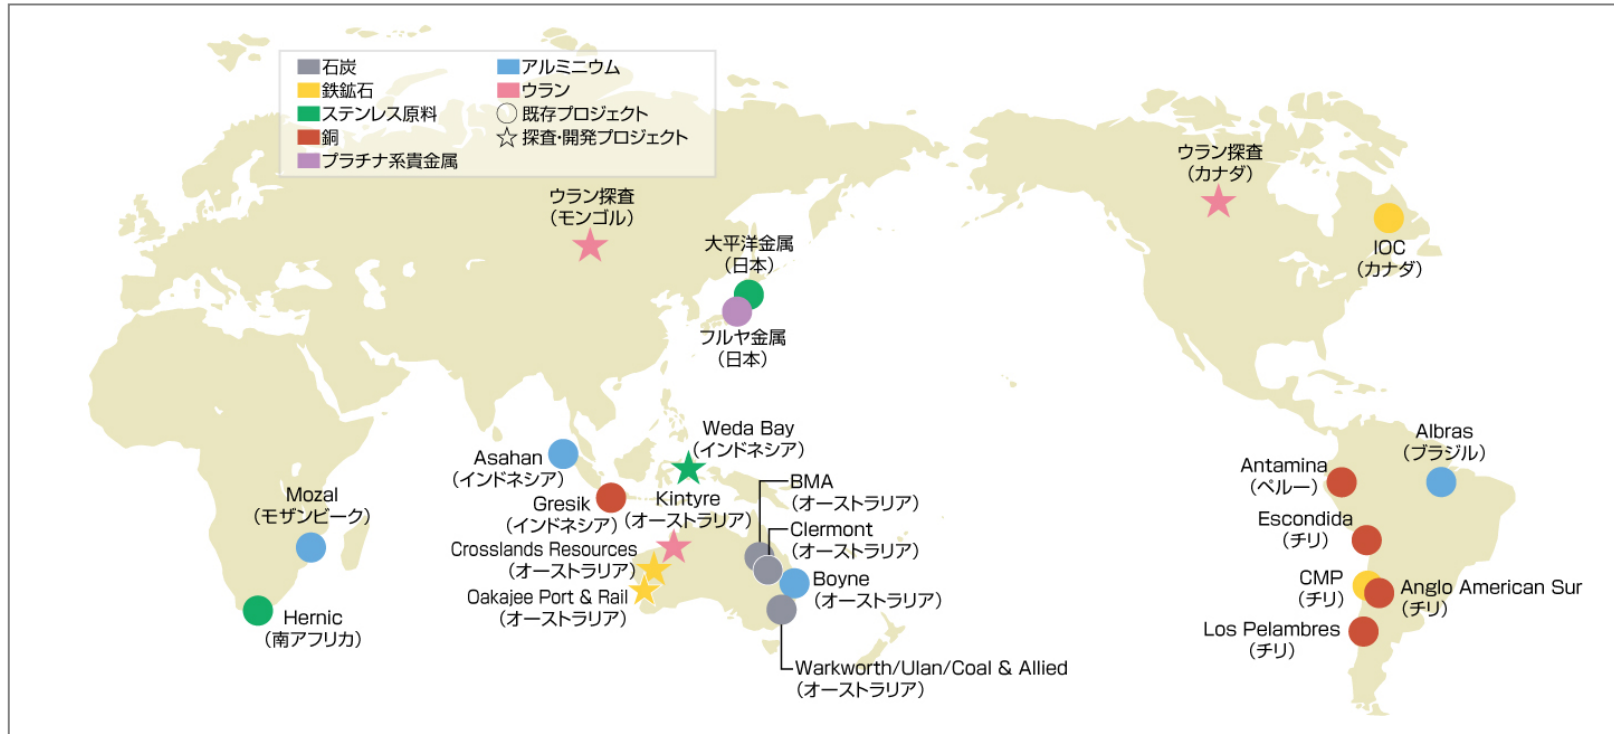 石炭
鉄鉱石
ステンレス原料
銅
プラチナ系貴金属
アルミニウム
ウラン
既存プロジェクト
探査・開発プロジェクト
ウラン探査
（モンゴル）
大平洋金属
（日本）
フルヤ金属
（日本）
ウラン探査
（カナダ）
IOC
（カナダ）
Mozal
（モザンビーク）
Hernic
（南アフリカ）
Asahan
（インドネシア）
Gresik
（インドネシア）
Weda Bay
（インドネシア）
Kintyre
（オーストラリア）
Crosslands Resources
（オーストラリア）
Oakajee Port & Rail
（オーストラリア）
BMA
（オーストラリア）
Clermont
（オーストラリア）
Boyne
（オーストラリア）
Warkworth/Ulan/Coal & Allied
（オーストラリア）
Albras
（ブラジル）
Antamina
（ペルー）
Escondida
（チリ）
CMP
（チリ）
Anglo American Sur
（チリ）
Los Pelambres
（チリ）